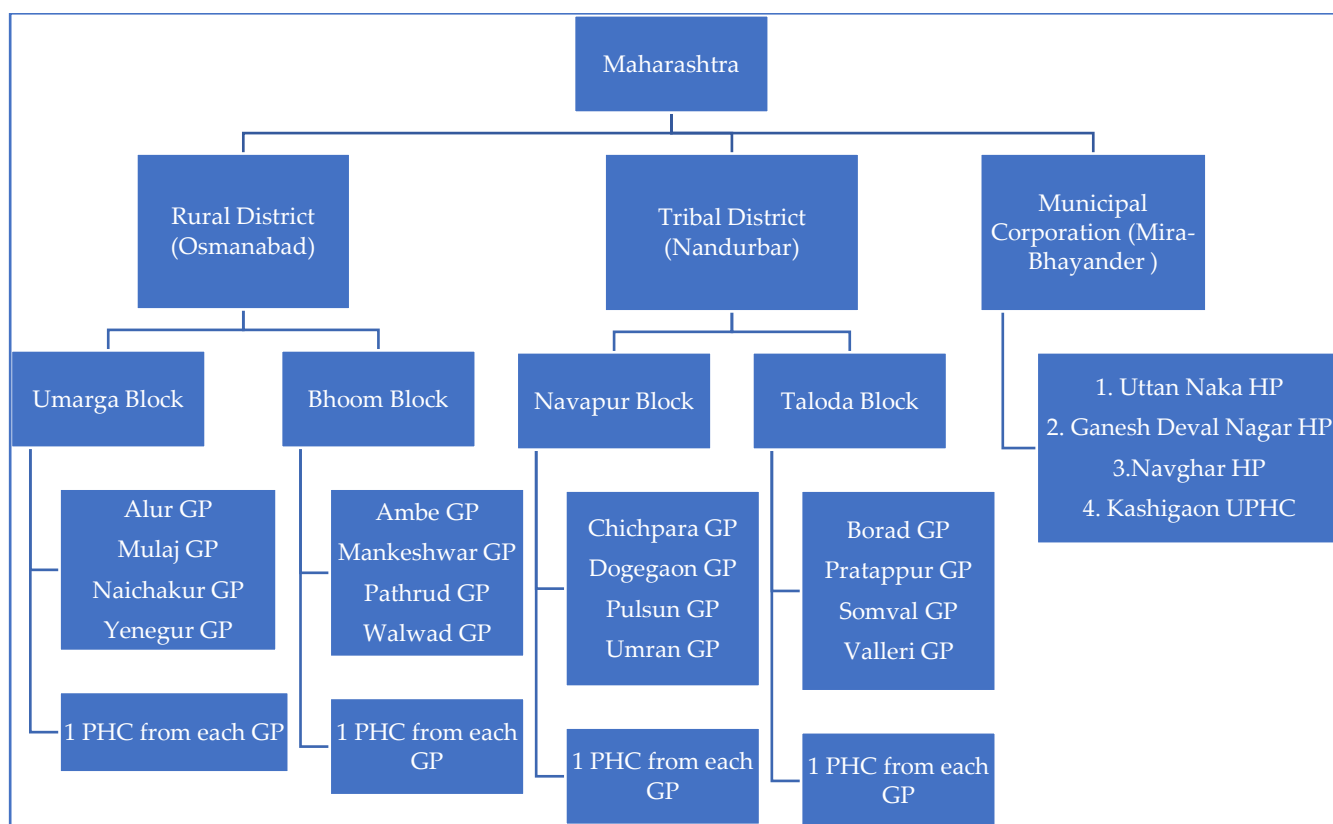 Maharashtra
Rural District
(Osmanabad)
Tribal District
(Nandurbar)
Municipal
Corporation (Mira-
Bhayander )
Umarga Block
Bhoom Block
Navapur Block
Taloda Block
1. Uttan Naka HP
2. Ganesh Deval Nagar HP
3.Navghar HP
4. Kashigaon UPHC
Alur GP
Mulaj GP
Naichakur GP
Yenegur GP
Ambe GP
Mankeshwar GP
Pathrud GP
Walwad GP
Chichpara GP
Dogegaon GP
Pulsun GP
Umran GP
Borad GP
Pratappur GP
Somval GP
Valleri GP
1 PHC from each GP
1 PHC from each
GP
1 PHC from each
GP
1 PHC from each
GP